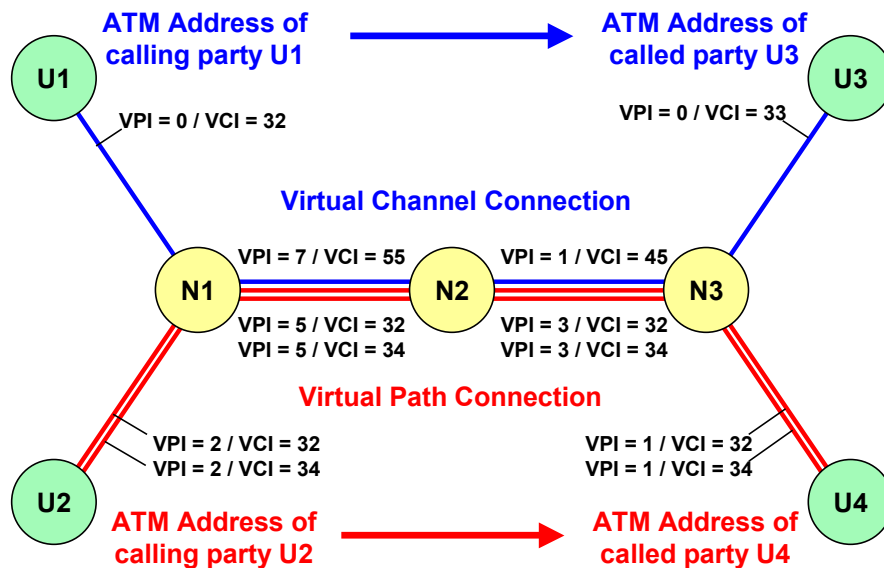 ATM Address of
calling party U1
ATM Address of
called party U3
U1
U3
VPI = 0 / VCI = 32
VPI = 0 / VCI = 33
Virtual Channel Connection
VPI = 7 / VCI = 55
VPI = 1 / VCI = 45
N1
N2
N3
VPI = 5 / VCI = 32
VPI = 5 / VCI = 34
VPI = 3 / VCI = 32
VPI = 3 / VCI = 34
Virtual Path Connection
VPI = 2 / VCI = 32
VPI = 2 / VCI = 34
VPI = 1 / VCI = 32
VPI = 1 / VCI = 34
U2
U4
ATM Address of
calling party U2
ATM Address of
called party U4